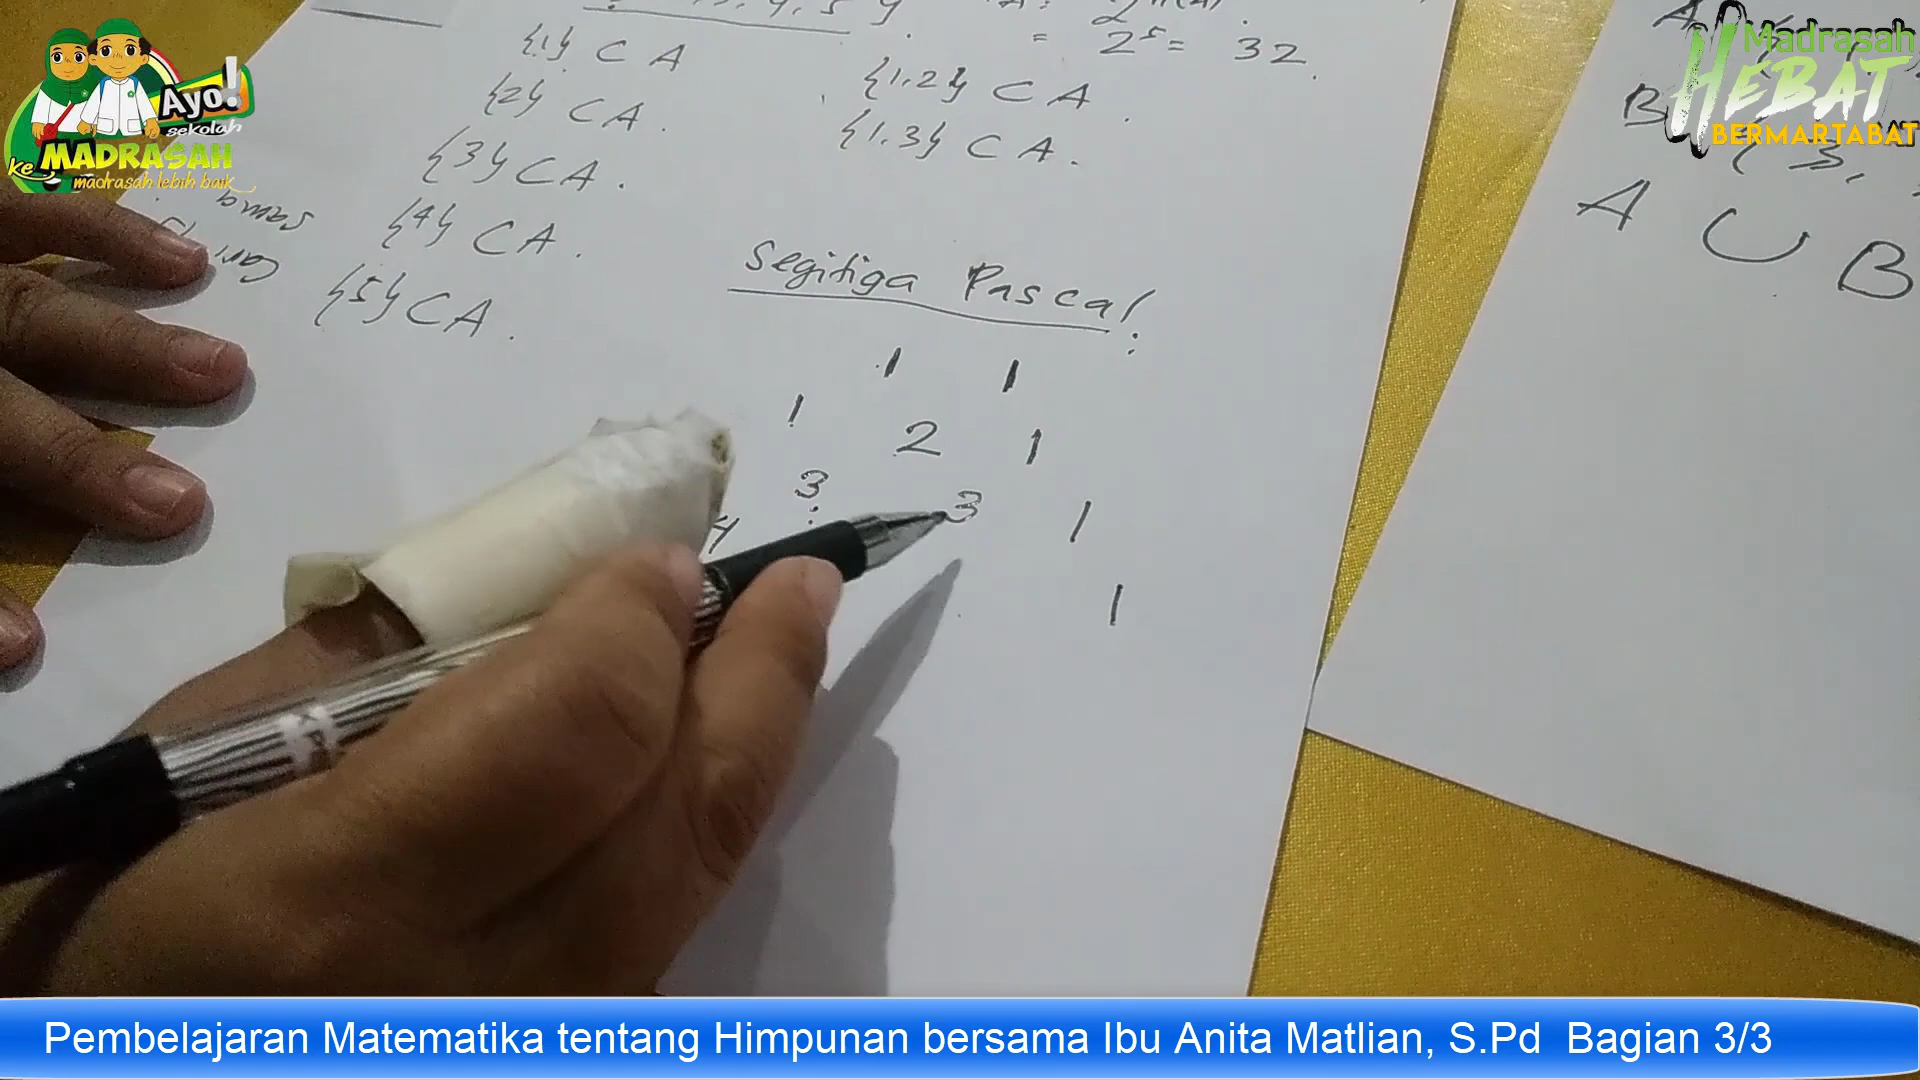 Ayo!
sekolah
ke MADRASAH
madrasah lebih baik
Madrasah
HEBAT
BERMARTABAT
= 2⁵ = 32.
{1} ⊂ A
{2} ⊂ A.
{3} ⊂ A.
{4} ⊂ A.
{5} ⊂ A.
{1,2} ⊂ A.
{1,3} ⊂ A.
Segitiga Pascal:
1 1
1 2 1
3 3 1
4
1
A ∪ B
sama
Pembelajaran Matematika tentang Himpunan bersama Ibu Anita Matlian, S.Pd Bagian 3/3